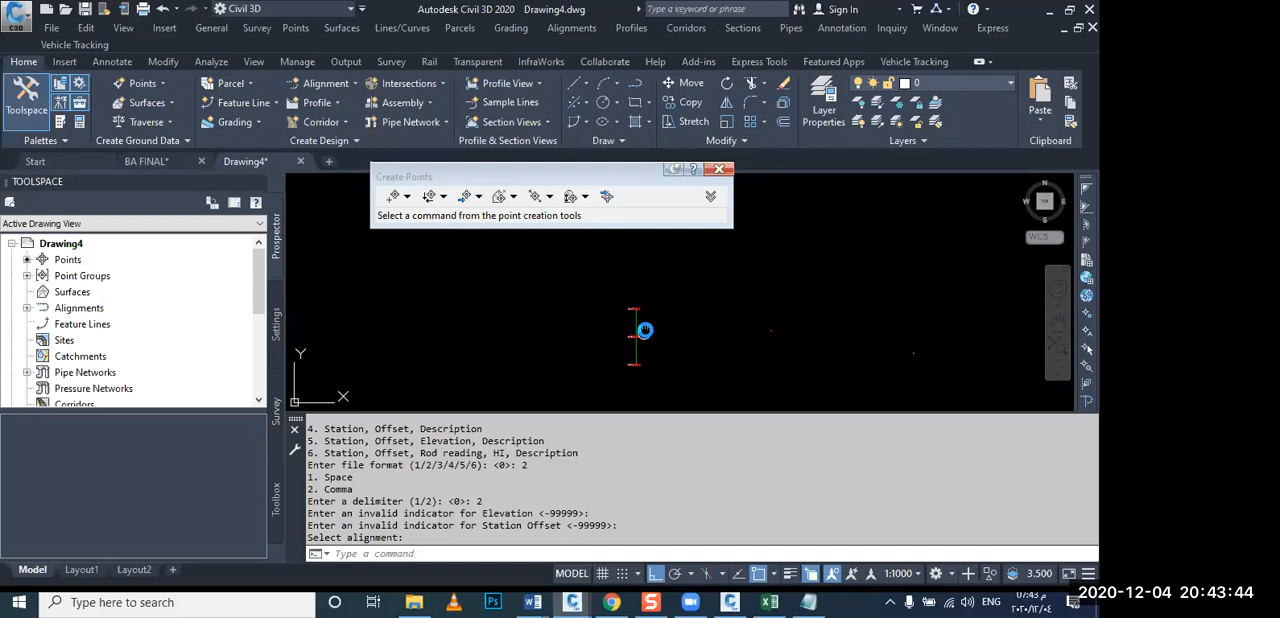 Civil 3D
Autodesk Civil 3D 2020 Drawing4.dwg
Type a keyword or phrase
Sign In
File Edit View Insert General Survey Points Surfaces Lines/Curves Parcels Grading Alignments Profiles Corridors Sections Pipes Annotation Inquiry Window Express
Vehicle Tracking
Home Insert Annotate Modify Analyze View Manage Output Survey Rail Transparent InfraWorks Collaborate Help Add-ins Express Tools Featured Apps Vehicle Tracking
Toolspace
Points
Surfaces
Traverse
Parcel
Feature Line
Grading
Alignment
Profile
Corridor
Intersections
Assembly
Pipe Network
Profile View
Sample Lines
Section Views
Move
Copy
Stretch
Layer
Properties
0
Paste
Palettes Create Ground Data Create Design Profile & Section Views Draw Modify Layers Clipboard
Start BA FINAL* Drawing4*
TOOLSPACE
Active Drawing View
Drawing4
Points
Point Groups
Surfaces
Alignments
Feature Lines
Sites
Catchments
Pipe Networks
Pressure Networks
Corridors
Prospector
Settings
Survey
Toolbox
Create Points
Select a command from the point creation tools
N
W
E
S
TOP
WCS
Y
X
4. Station, Offset, Description
5. Station, Offset, Elevation, Description
6. Station, Offset, Rod reading, HI, Description
Enter file format (1/2/3/4/5/6): <0>: 2
1. Space
2. Comma
Enter a delimiter (1/2): <0>: 2
Enter an invalid indicator for Elevation <-99999>:
Enter an invalid indicator for Station Offset <-99999>:
Select alignment:
Type a command
Model Layout1 Layout2
MODEL
1:1000
3.500
Type here to search
ENG
07:43 م
٢٠٢٠/١٢/٠٤
2020-12-04 20:43:44